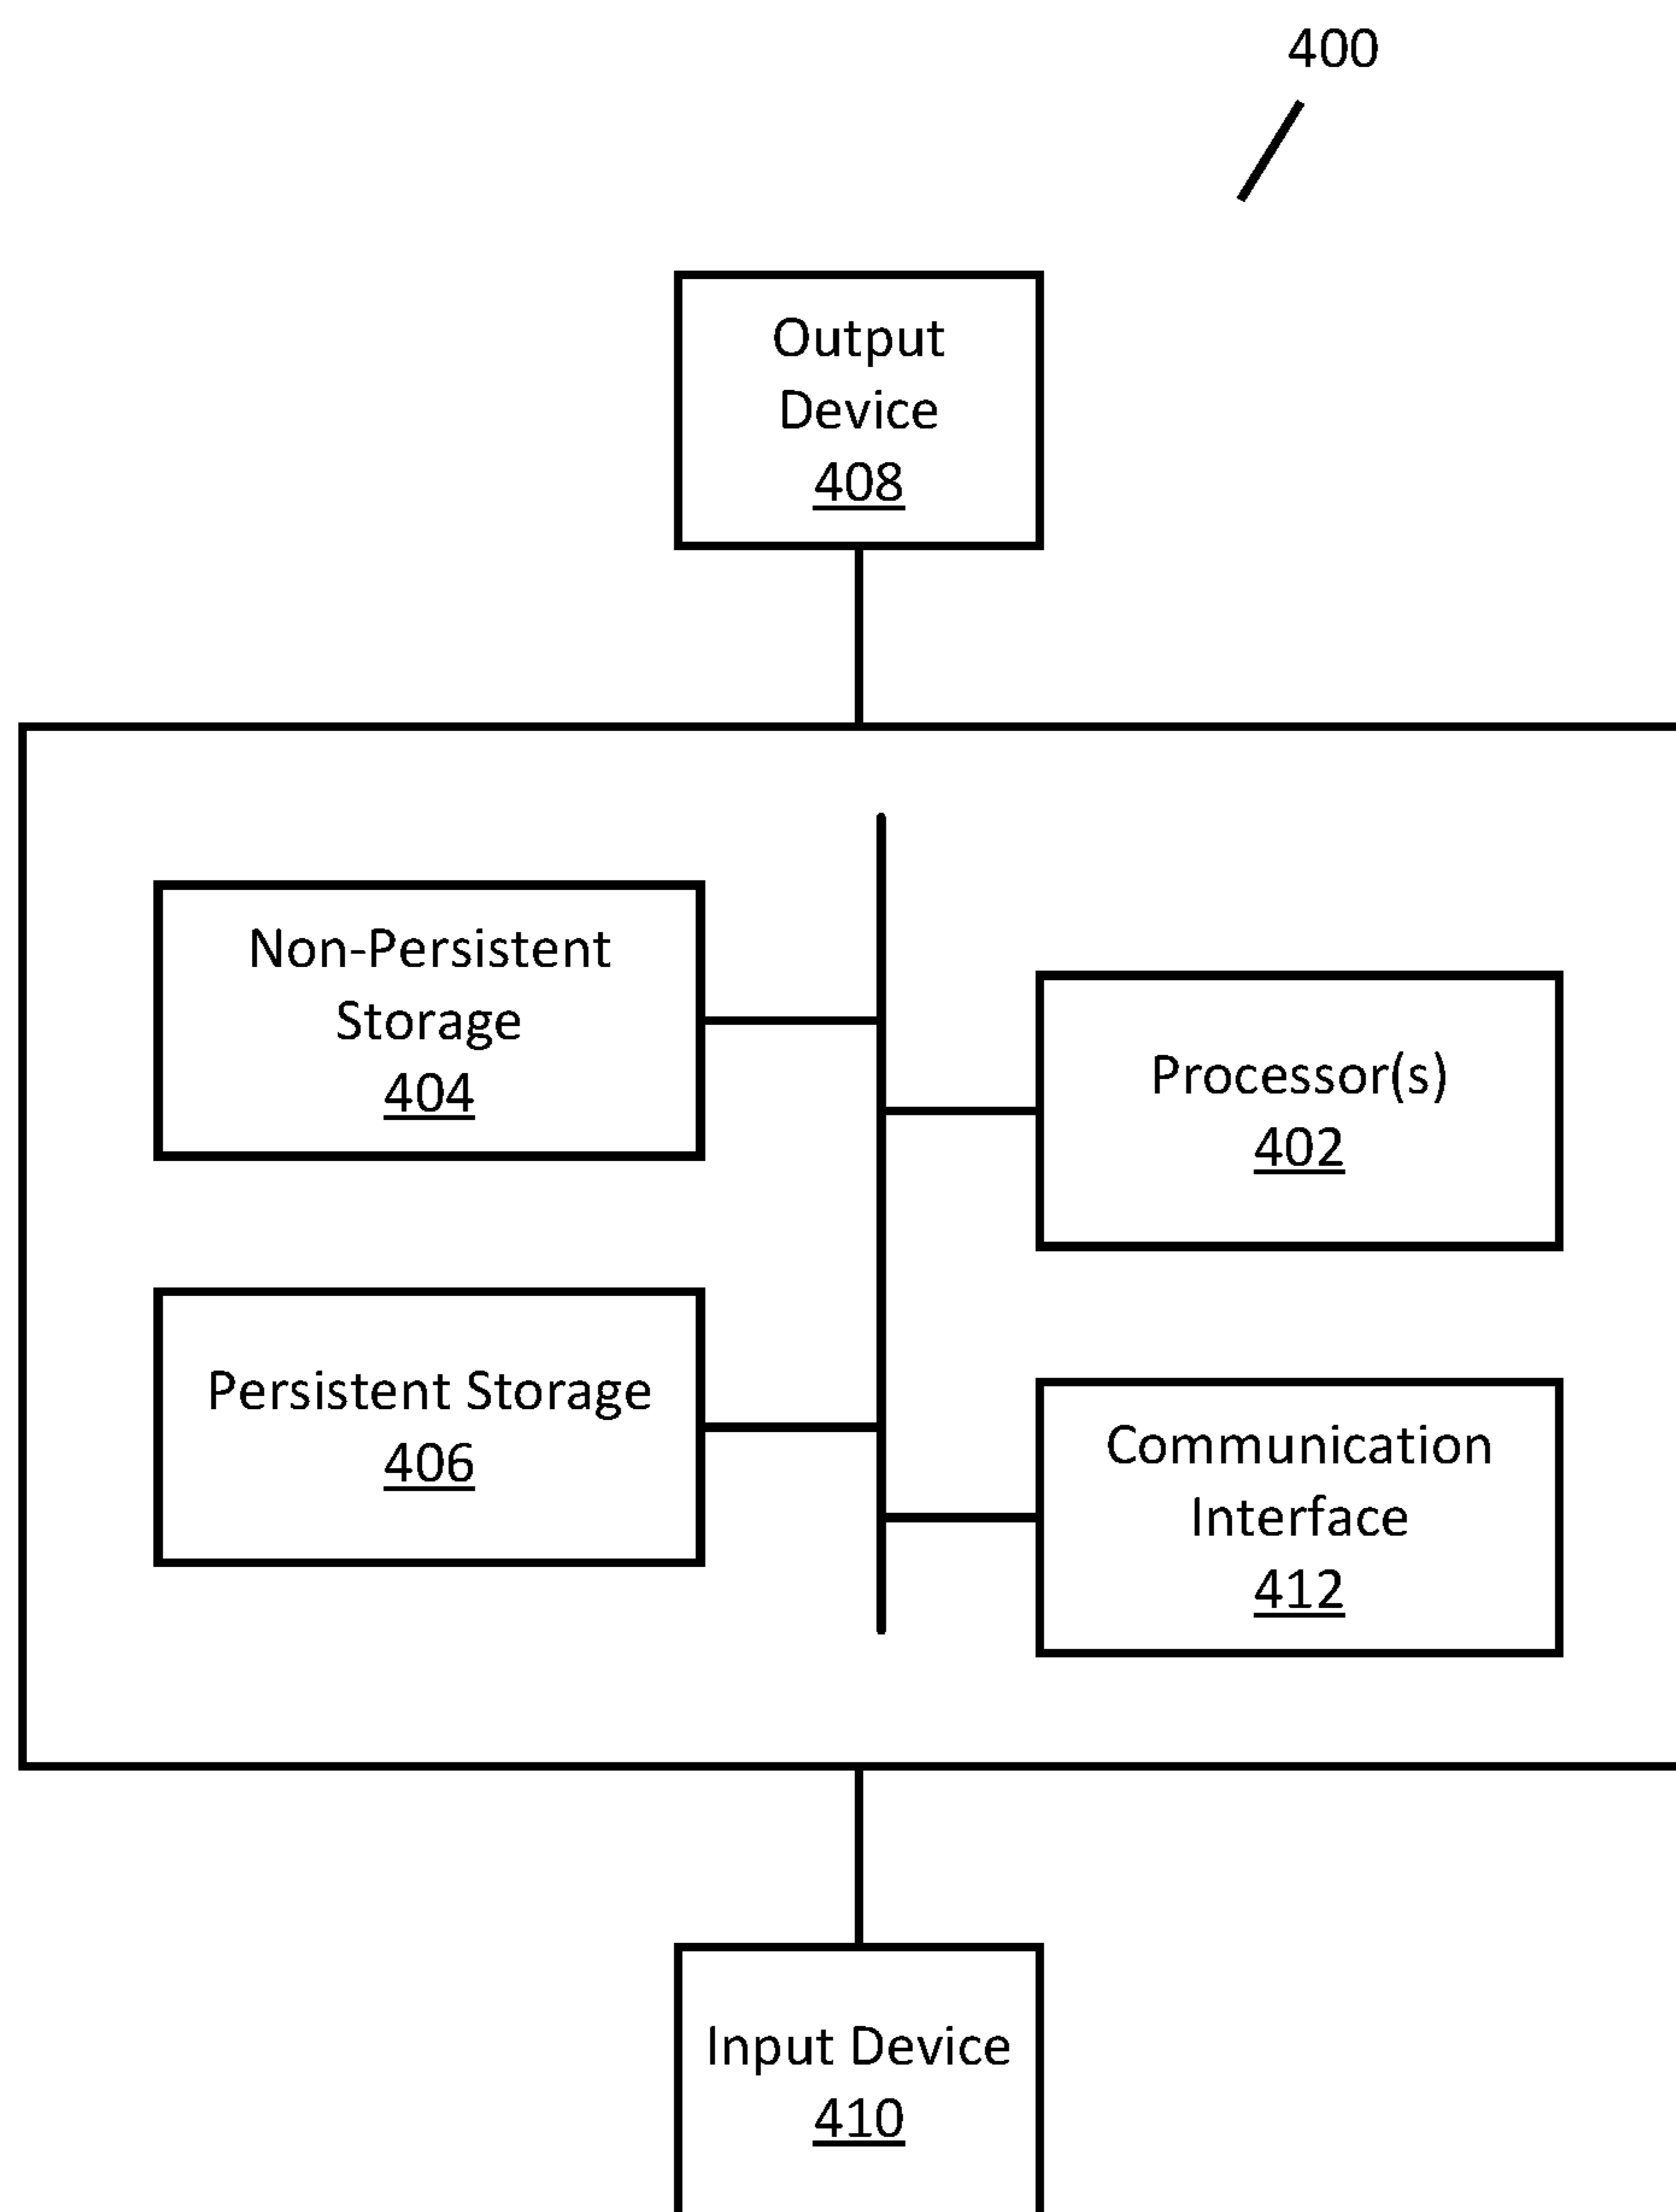 400
Output
Device
408
Non-Persistent
Storage
404
Processor(s)
402
Persistent Storage
406
Communication
Interface
412
Input Device
410